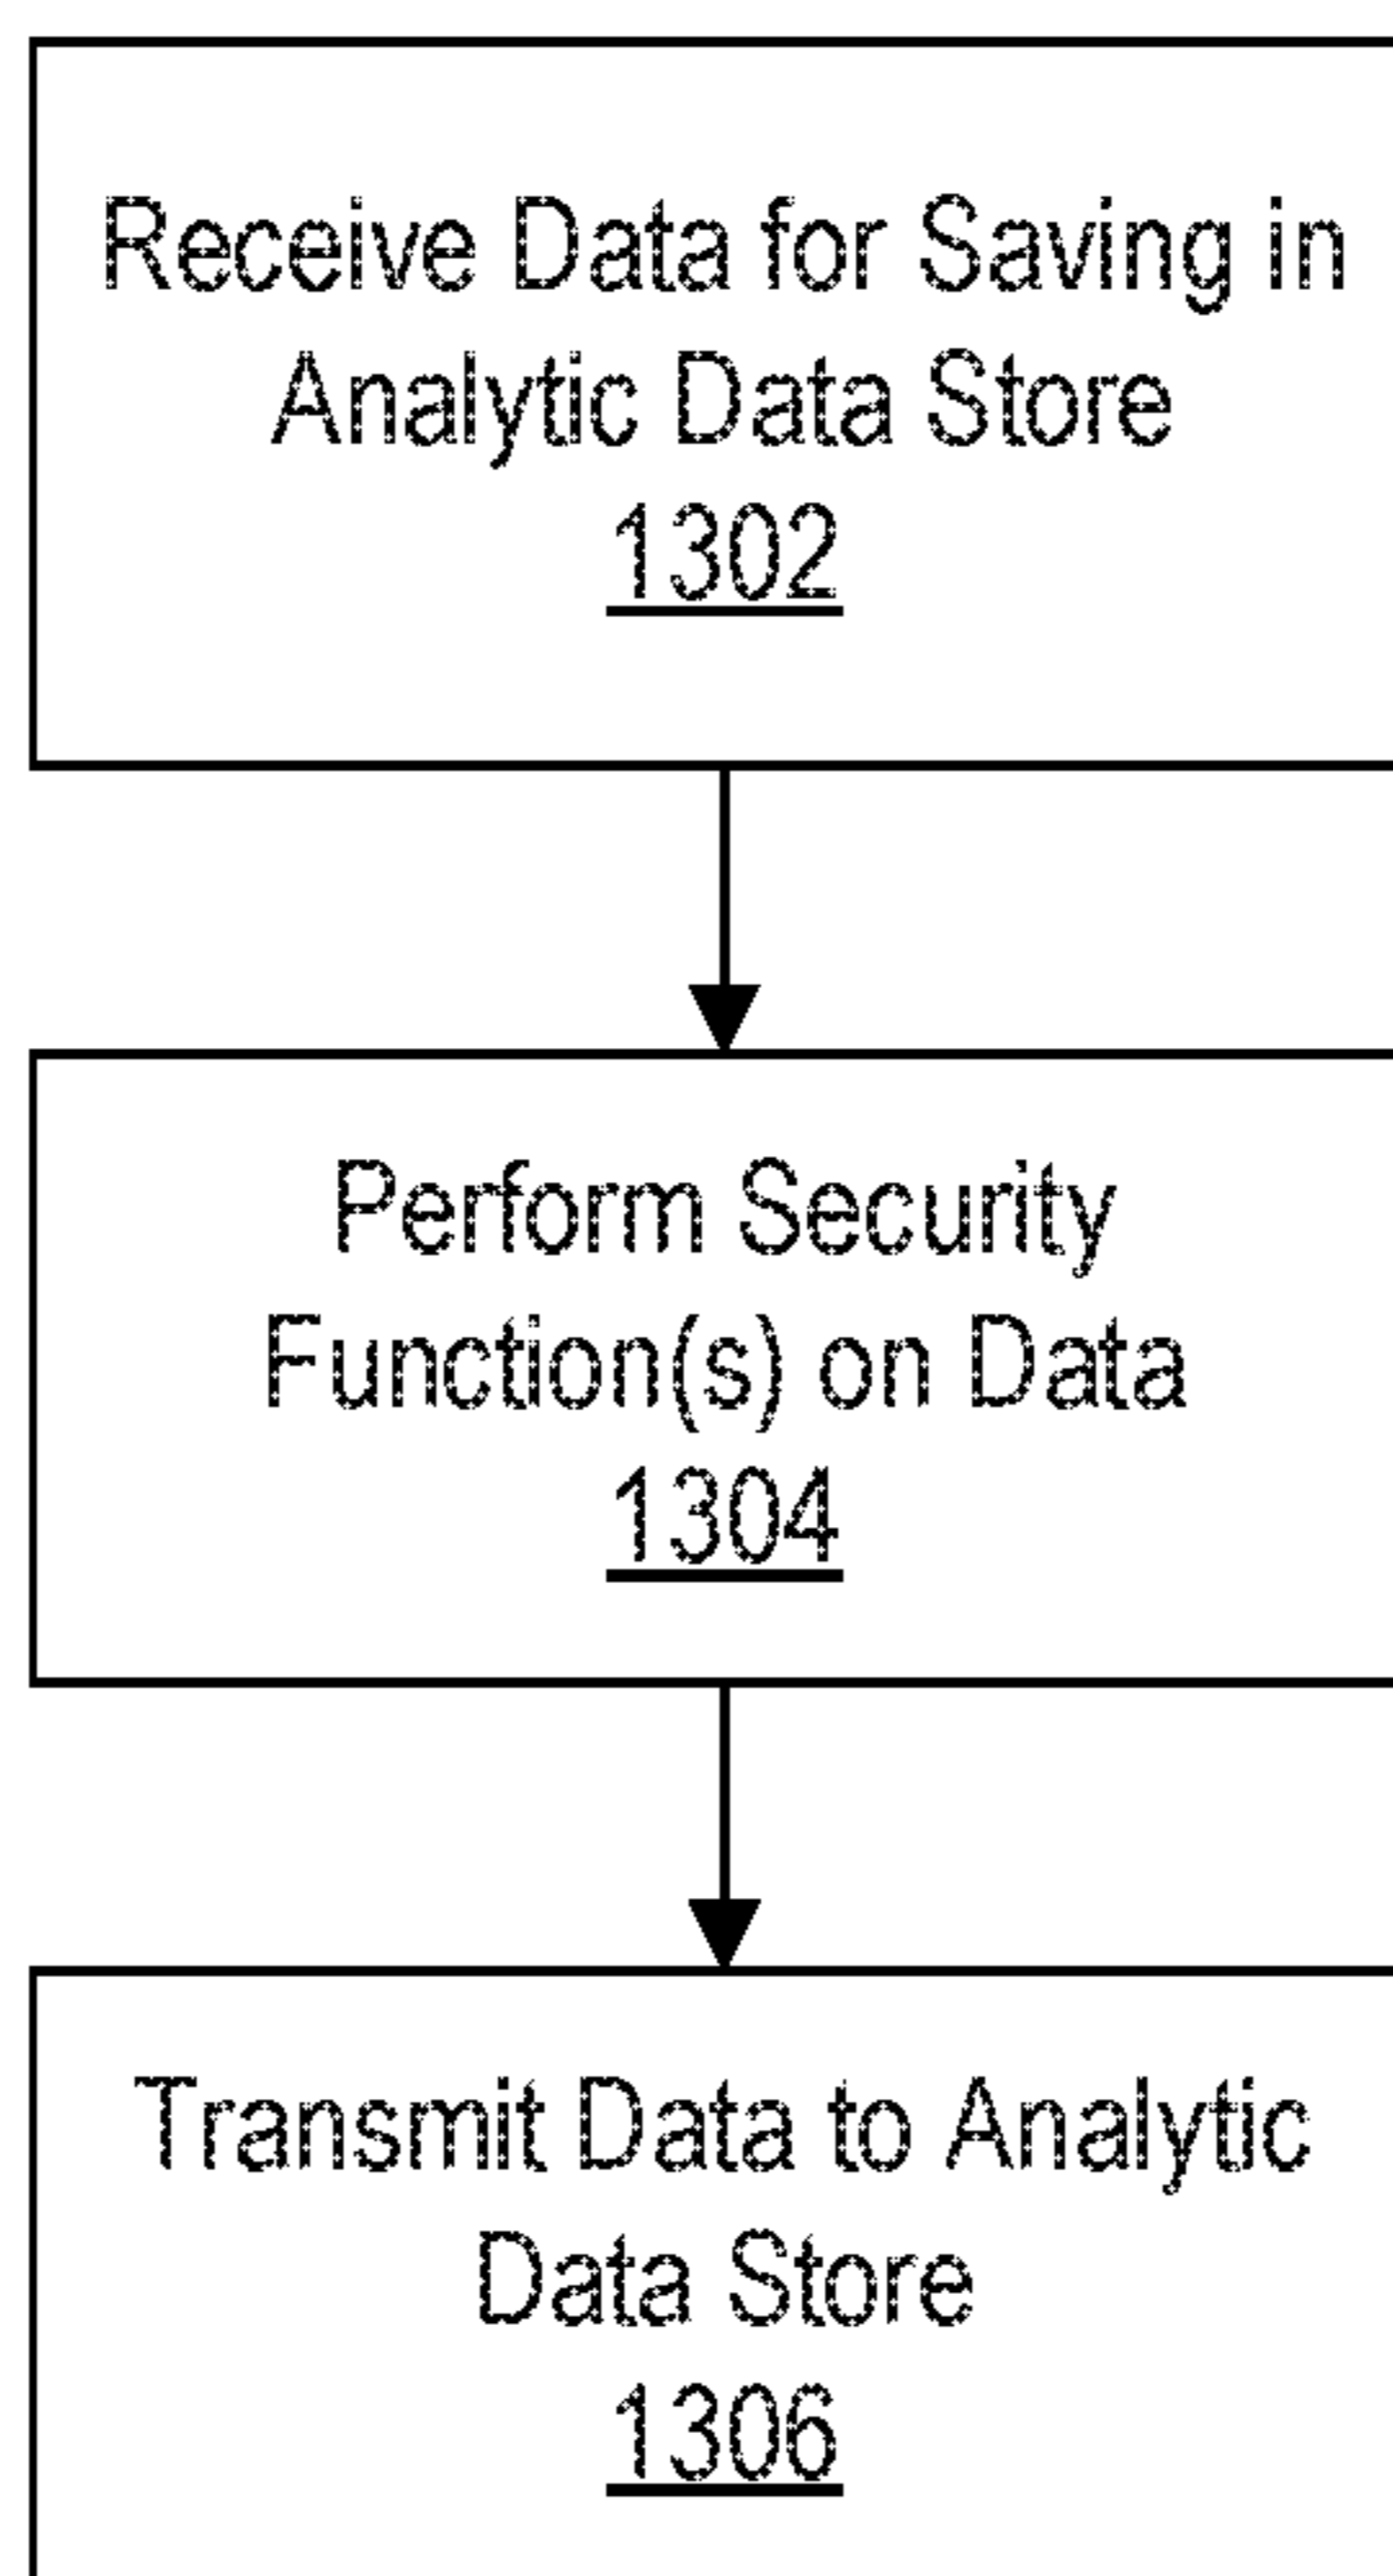 Receive Data for Saving in
Analytic Data Store
1302
Perform Security
Function(s) on Data
1304
Transmit Data to Analytic
Data Store
1306